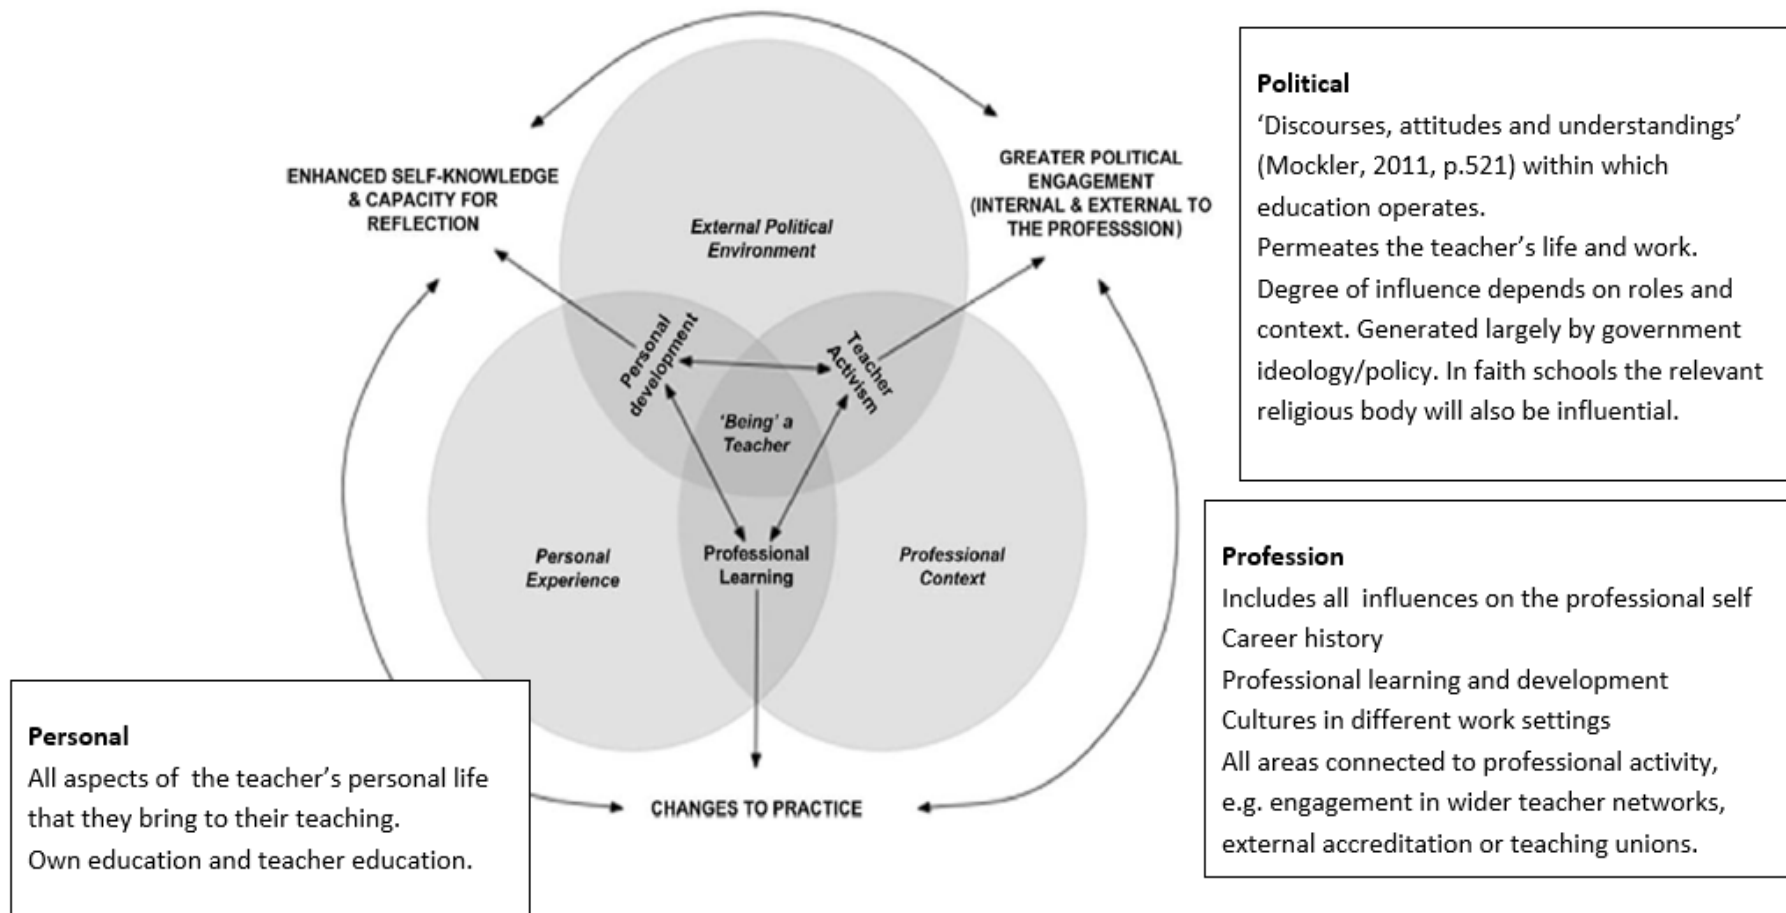 ENHANCED SELF-KNOWLEDGE
& CAPACITY FOR
REFLECTION
External Political
Environment
GREATER POLITICAL
ENGAGEMENT
(INTERNAL & EXTERNAL TO
THE PROFESSSION)
Personal
development
Teacher
Activism
'Being' a
Teacher
Personal
Experience
Professional
Learning
Professional
Context
CHANGES TO PRACTICE
Political
‘Discourses, attitudes and understandings’
(Mockler, 2011, p.521) within which
education operates.
Permeates the teacher’s life and work.
Degree of influence depends on roles and
context. Generated largely by government
ideology/policy. In faith schools the relevant
religious body will also be influential.
Profession
Includes all  influences on the professional self
Career history
Professional learning and development
Cultures in different work settings
All areas connected to professional activity,
e.g. engagement in wider teacher networks,
external accreditation or teaching unions.
Personal
All aspects of  the teacher’s personal life
that they bring to their teaching.
Own education and teacher education.